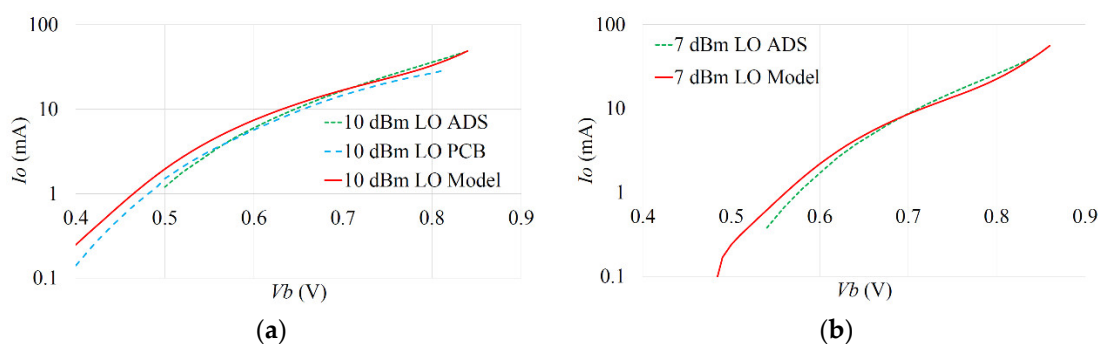 100
10
1
0.1
Io (mA)
0.4
0.5
0.6
0.7
0.8
0.9
Vb (V)
10 dBm LO ADS
10 dBm LO PCB
10 dBm LO Model
(a)
100
10
1
0.1
Io (mA)
0.4
0.5
0.6
0.7
0.8
0.9
Vb (V)
7 dBm LO ADS
7 dBm LO Model
(b)